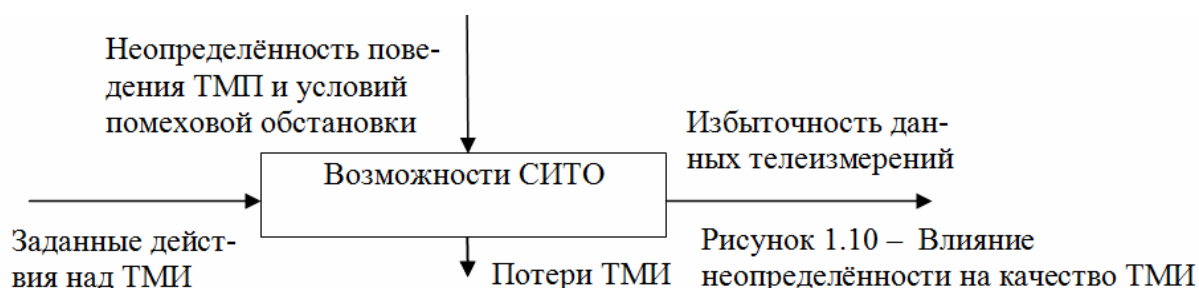 Неопределённость пове-
дения ТМП и условий
помеховой обстановки
Избыточность дан-
ных телеизмерений
Возможности СИТО
Заданные дейст-
вия над ТМИ
Потери ТМИ
Рисунок 1.10 – Влияние
неопределённости на качество ТМИ